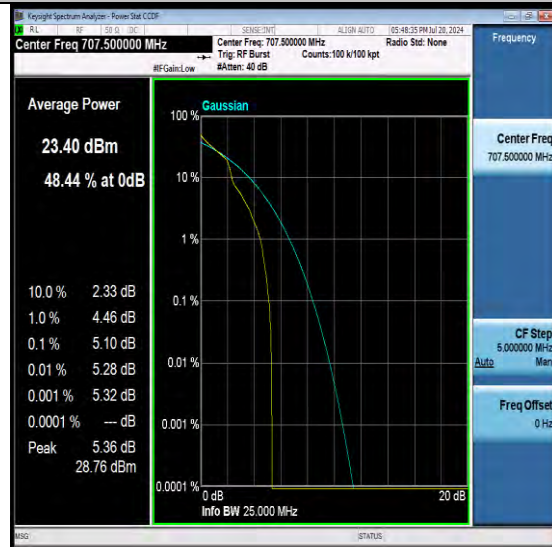 Keysight Spectrum Analyzer - Power Stat CCDF
RL RF 50 Ω DC SENSE:INT ALIGN AUTO 05:48:35 PM Jul 20, 2024
Center Freq 707.500000 MHz
Center Freq: 707.500000 MHz Radio Std: None
Trig: RF Burst Counts:100 k/100 kpt
#IFGain:Low #Atten: 40 dB
Frequency
Average Power
23.40 dBm
48.44 % at 0dB
10.0 % 2.33 dB
1.0 % 4.46 dB
0.1 % 5.10 dB
0.01 % 5.28 dB
0.001 % 5.32 dB
0.0001 % --- dB
Peak 5.36 dB
28.76 dBm
Gaussian
100 %
10 %
1 %
0.1 %
0.01 %
0.001 %
0.0001 %
0 dB 20 dB
Info BW 25.000 MHz
Center Freq
707.500000 MHz
CF Step
5.000000 MHz
Auto Man
Freq Offset
0 Hz
MSG STATUS